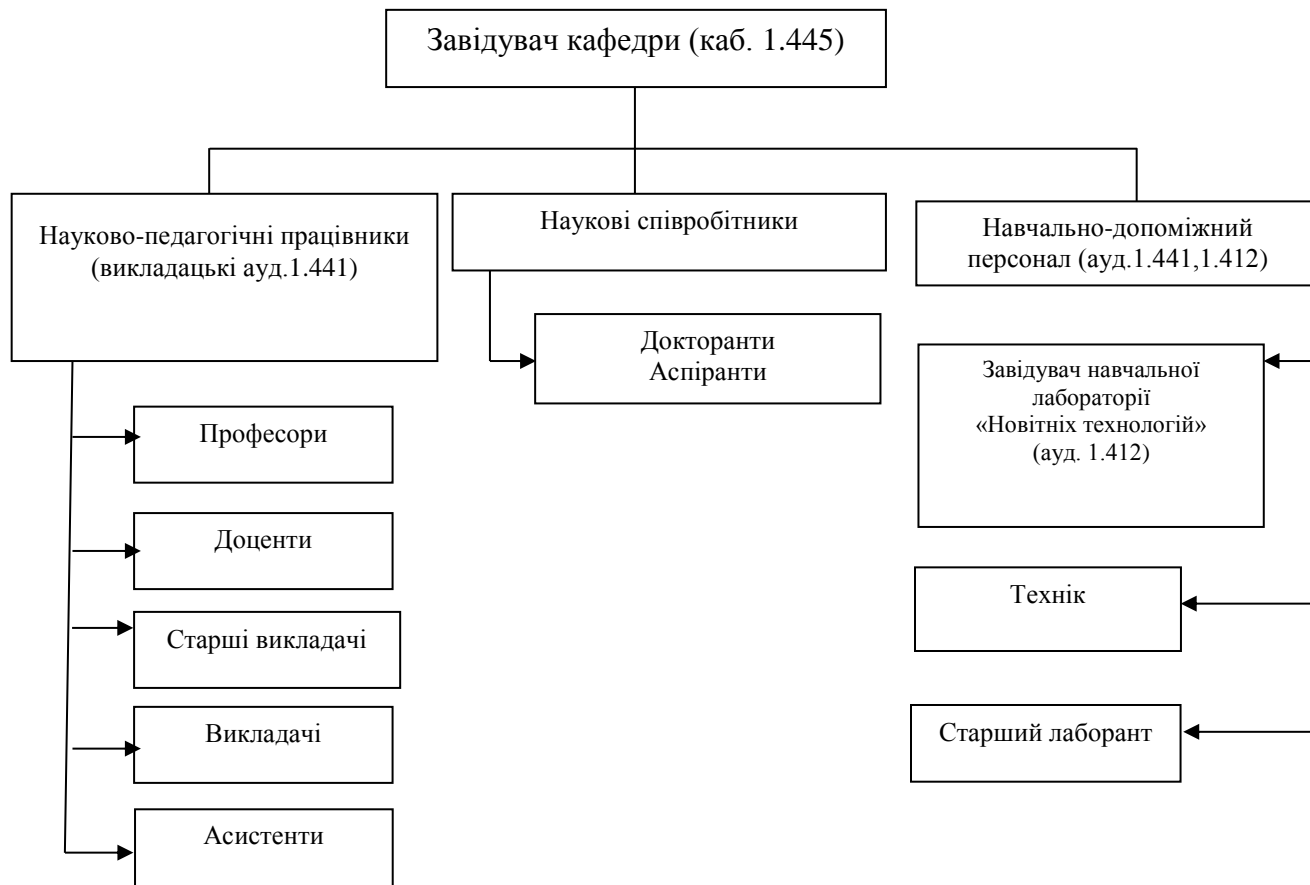 Завідувач кафедри (каб. 1.445)
Науково-педагогічні працівники
(викладацькі ауд.1.441)
Наукові співробітники
Навчально-допоміжний
персонал (ауд.1.441,1.412)
Докторанти
Аспіранти
Завідувач навчальної
лабораторії
«Новітніх технологій»
(ауд. 1.412)
Професори
Доценти
Старші викладачі
Викладачі
Асистенти
Технік
Старший лаборант